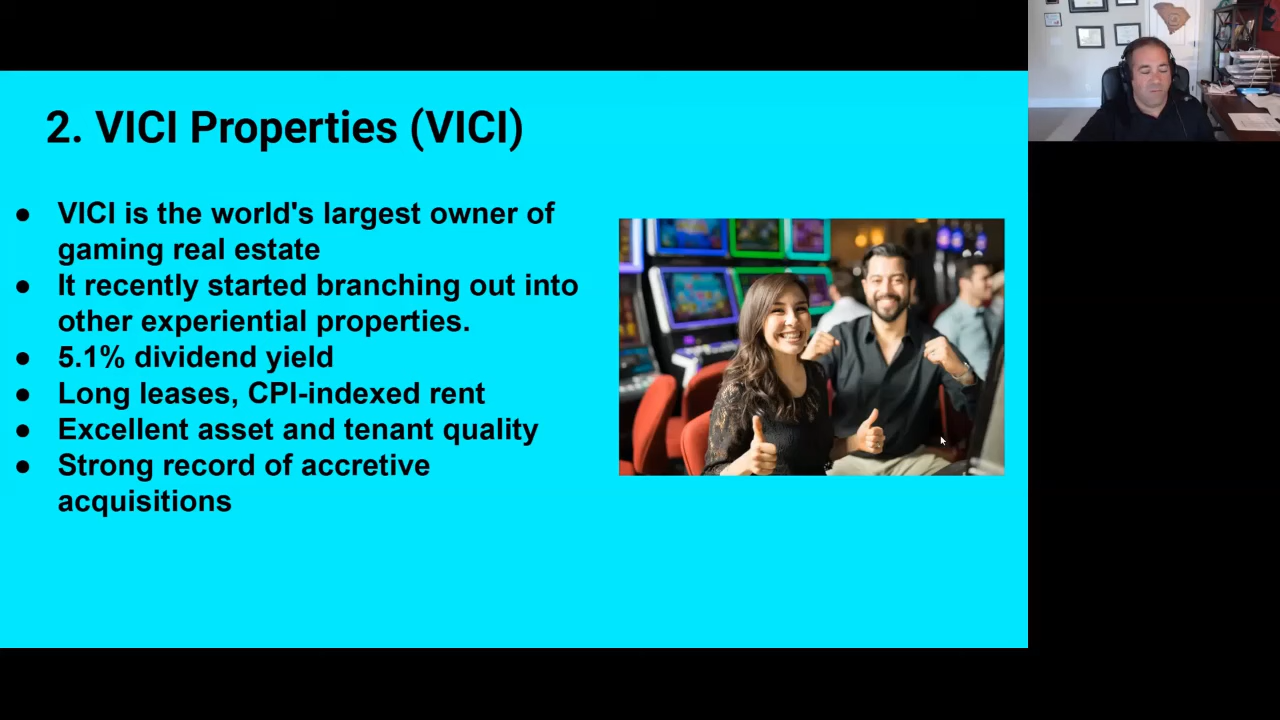 2. VICI Properties (VICI)
● VICI is the world's largest owner of
gaming real estate
● It recently started branching out into
other experiential properties.
● 5.1% dividend yield
● Long leases, CPI-indexed rent
● Excellent asset and tenant quality
● Strong record of accretive
acquisitions